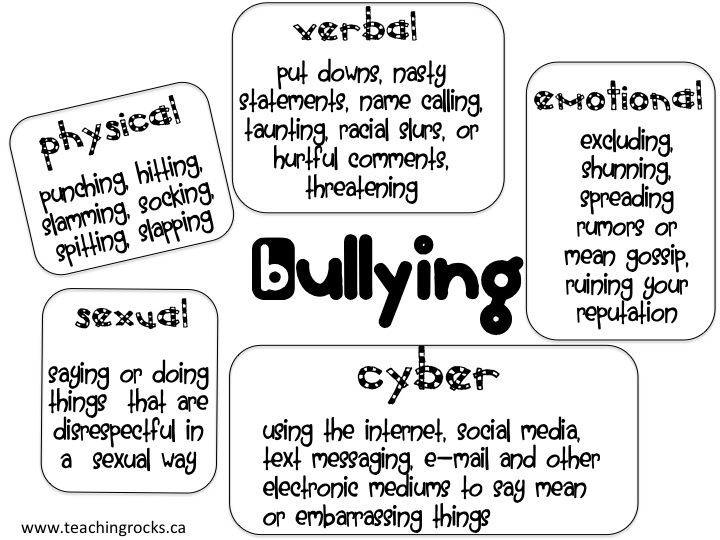 verbal
put downs, nasty
statements, name calling,
taunting, racial slurs, or
hurtful comments,
threatening
physical
punching, hitting,
slamming, socking,
spitting, slapping
emotional
excluding,
shunning,
spreading
rumors or
mean gossip,
ruining your
reputation
bullying
sexual
saying or doing
things that are
disrespectful in
a sexual way
cyber
using the internet, social media,
text messaging, e-mail and other
electronic mediums to say mean
or embarrassing things
www.teachingrocks.ca